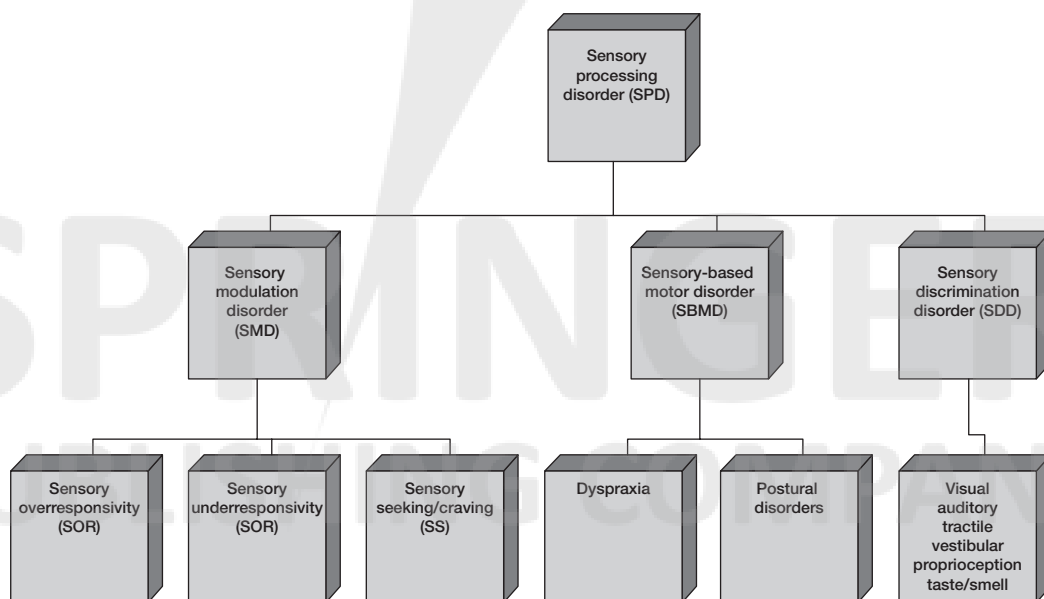 Sensory
processing
disorder (SPD)
Sensory
modulation
disorder
(SMD)
Sensory-based
motor disorder
(SBMD)
Sensory
discrimination
disorder (SDD)
Sensory
overresponsivity
(SOR)
Sensory
underresponsivity
(SOR)
Sensory
seeking/craving
(SS)
Dyspraxia
Postural
disorders
Visual
auditory
tractile
vestibular
proprioception
taste/smell
SPRINGER
UBLISHING COMPAN